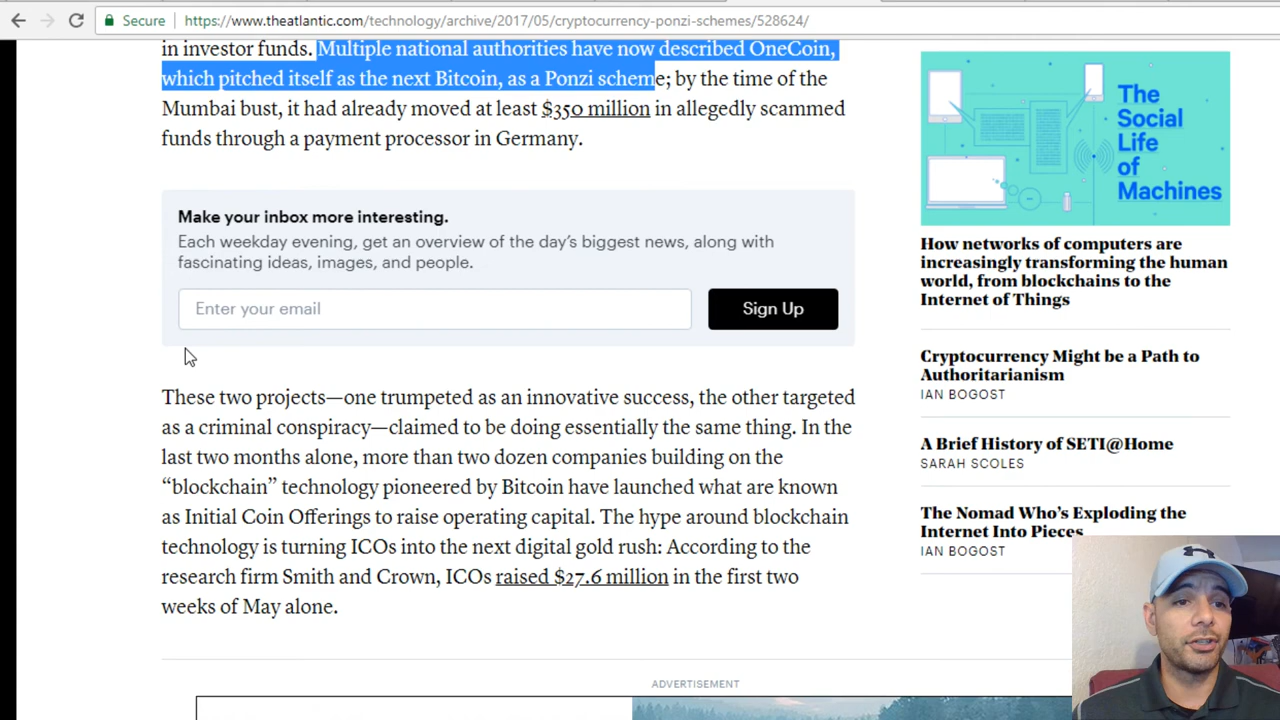 Secure
https://www.theatlantic.com/technology/archive/2017/05/cryptocurrency-ponzi-schemes/528624/
in investor funds. Multiple national authorities have now described OneCoin,
which pitched itself as the next Bitcoin, as a Ponzi scheme; by the time of the
Mumbai bust, it had already moved at least $350 million in allegedly scammed
funds through a payment processor in Germany.
Make your inbox more interesting.
Each weekday evening, get an overview of the day's biggest news, along with
fascinating ideas, images, and people.
Enter your email
Sign Up
These two projects—one trumpeted as an innovative success, the other targeted
as a criminal conspiracy—claimed to be doing essentially the same thing. In the
last two months alone, more than two dozen companies building on the
“blockchain” technology pioneered by Bitcoin have launched what are known
as Initial Coin Offerings to raise operating capital. The hype around blockchain
technology is turning ICOs into the next digital gold rush: According to the
research firm Smith and Crown, ICOs raised $27.6 million in the first two
weeks of May alone.
ADVERTISEMENT
The
Social
Life
of
Machines
How networks of computers are
increasingly transforming the human
world, from blockchains to the
Internet of Things
Cryptocurrency Might be a Path to
Authoritarianism
IAN BOGOST
A Brief History of SETI@Home
SARAH SCOLES
The Nomad Who's Exploding the
Internet Into Pieces
IAN BOGOST